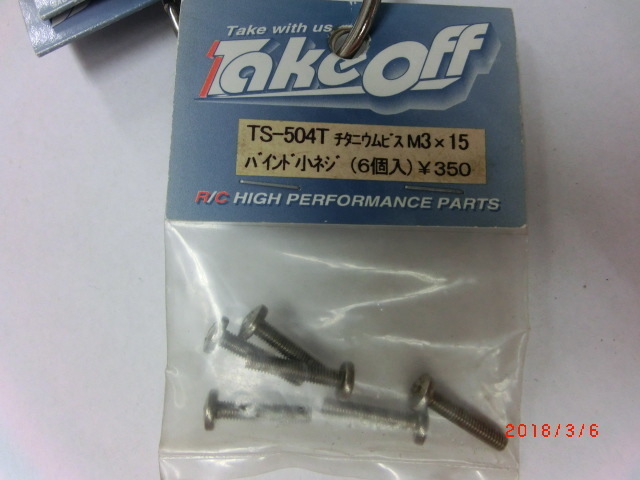 Take with us
TakeOff
TS-504T チタニウムビス M3×15
バインド小ネジ (6個入) ¥350
R/C HIGH PERFORMANCE PARTS
2018/3/6